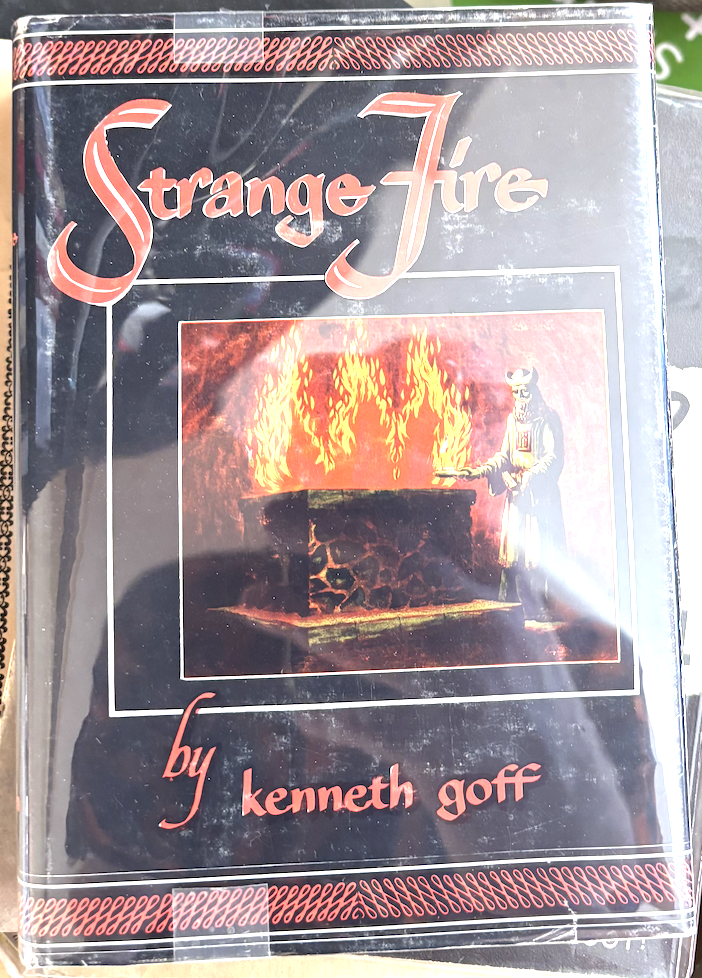 Strange Fire
by
kenneth goff